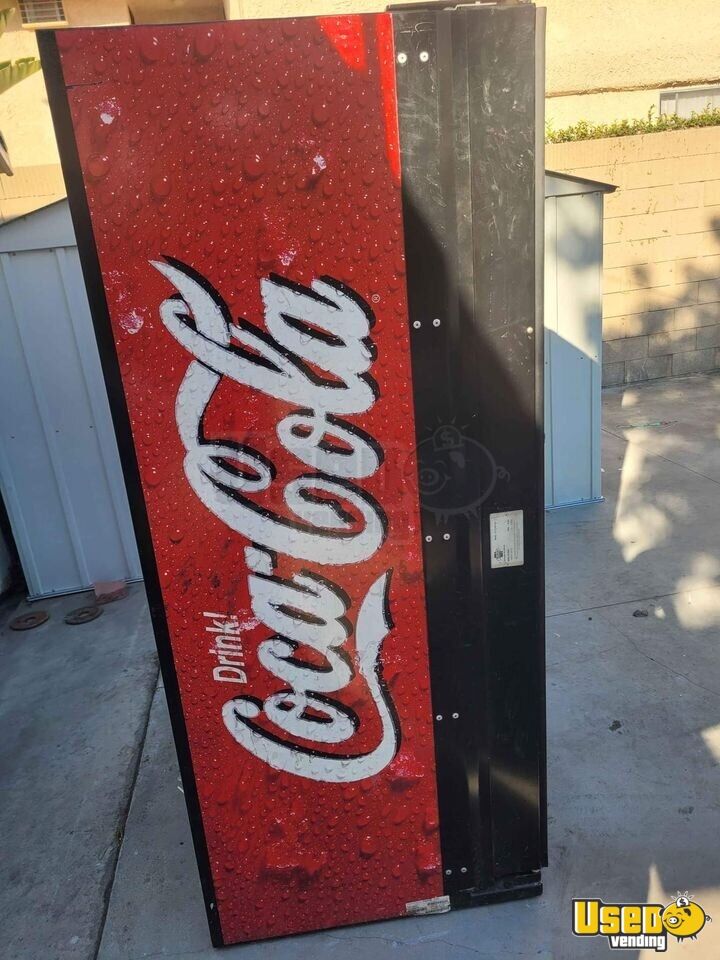 Drink!
Coca-Cola®
Used
Vending